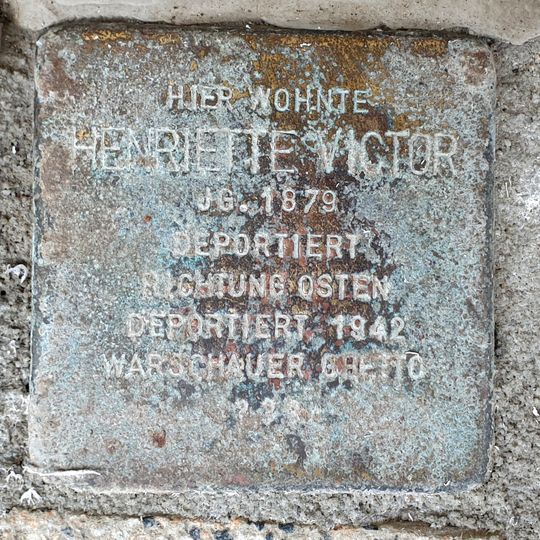 HIER WOHNTE
HENRIETTE VICTOR
JG. 1879
DEPORTIERT
RICHTUNG OSTEN
DEPORTIERT 1942
WARSCHAUER GHETTO
???